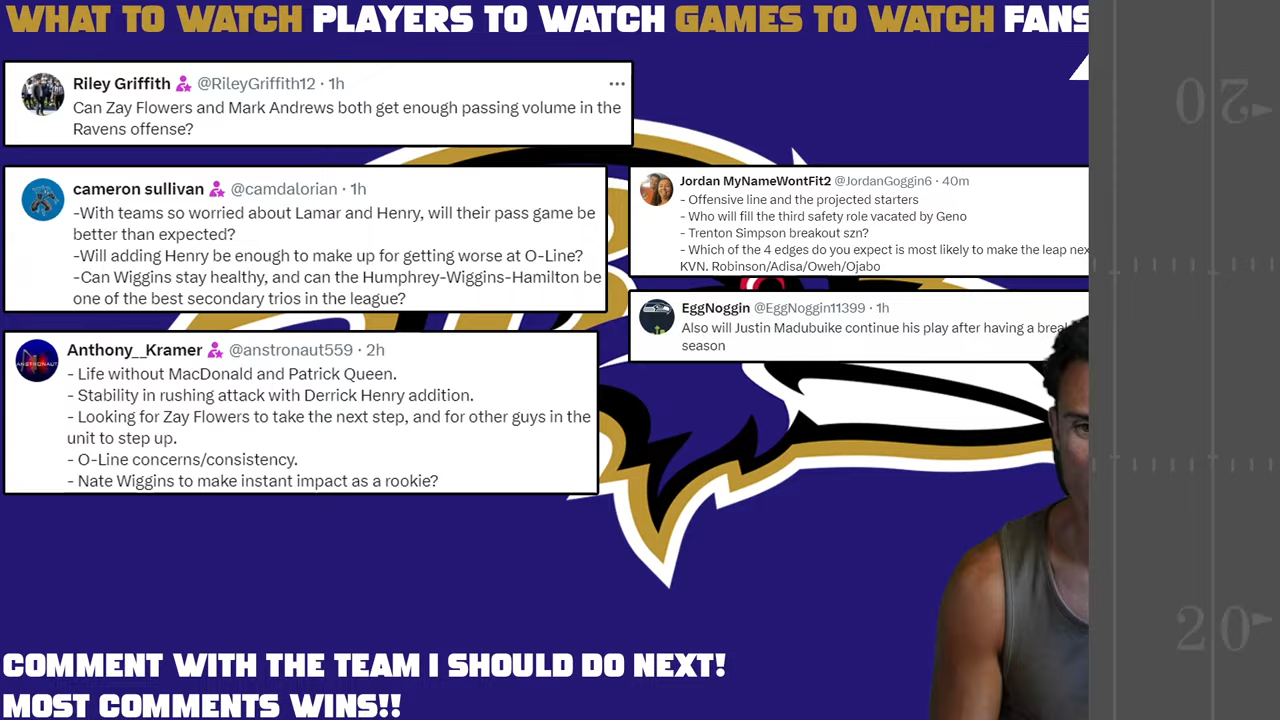 WHAT TO WATCH PLAYERS TO WATCH GAMES TO WATCH FANS
Riley Griffith @RileyGriffith12 · 1h
Can Zay Flowers and Mark Andrews both get enough passing volume in the
Ravens offense?
cameron sullivan @camdalorian · 1h
-With teams so worried about Lamar and Henry, will their pass game be
better than expected?
-Will adding Henry be enough to make up for getting worse at O-Line?
-Can Wiggins stay healthy, and can the Humphrey-Wiggins-Hamilton be
one of the best secondary trios in the league?
Anthony__Kramer @anstronaut559 · 2h
- Life without MacDonald and Patrick Queen.
- Stability in rushing attack with Derrick Henry addition.
- Looking for Zay Flowers to take the next step, and for other guys in the
unit to step up.
- O-Line concerns/consistency.
- Nate Wiggins to make instant impact as a rookie?
Jordan MyNameWontFit2 @JordanGoggin6 · 40m
- Offensive line and the projected starters
- Who will fill the third safety role vacated by Geno
- Trenton Simpson breakout szn?
- Which of the 4 edges do you expect is most likely to make the leap
KVN. Robinson/Adisa/Oweh/Ojabo
EggNoggin @EggNoggin11399 · 1h
Also will Justin Madubuike continue his play after having a
season
COMMENT WITH THE TEAM I SHOULD DO NEXT!
MOST COMMENTS WINS!!
20
20